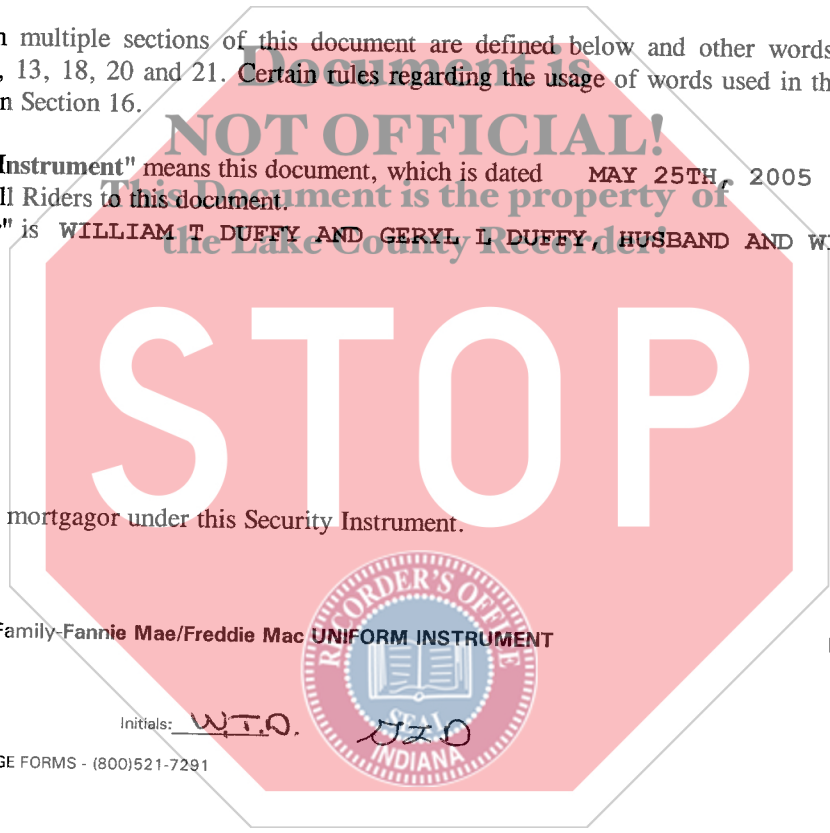 multiple sections of this document are defined below and other words
, 13, 18, 20 and 21. Certain rules regarding the usage of words used in th
n Section 16.
Document is
NOT OFFICIAL!
This Document is the property of
the Lake County Recorder!
Instrument" means this document, which is dated MAY 25TH, 2005
ll Riders to this document.
" is WILLIAM T DUFFY AND GERYL L DUFFY, HUSBAND AND W
STOP
mortgagor under this Security Instrument.
RECORDER'S OFFICE
SEAL
INDIANA
Family-Fannie Mae/Freddie Mac UNIFORM INSTRUMENT
Initials: W.T.D. GLD
GE FORMS - (800)521-7291